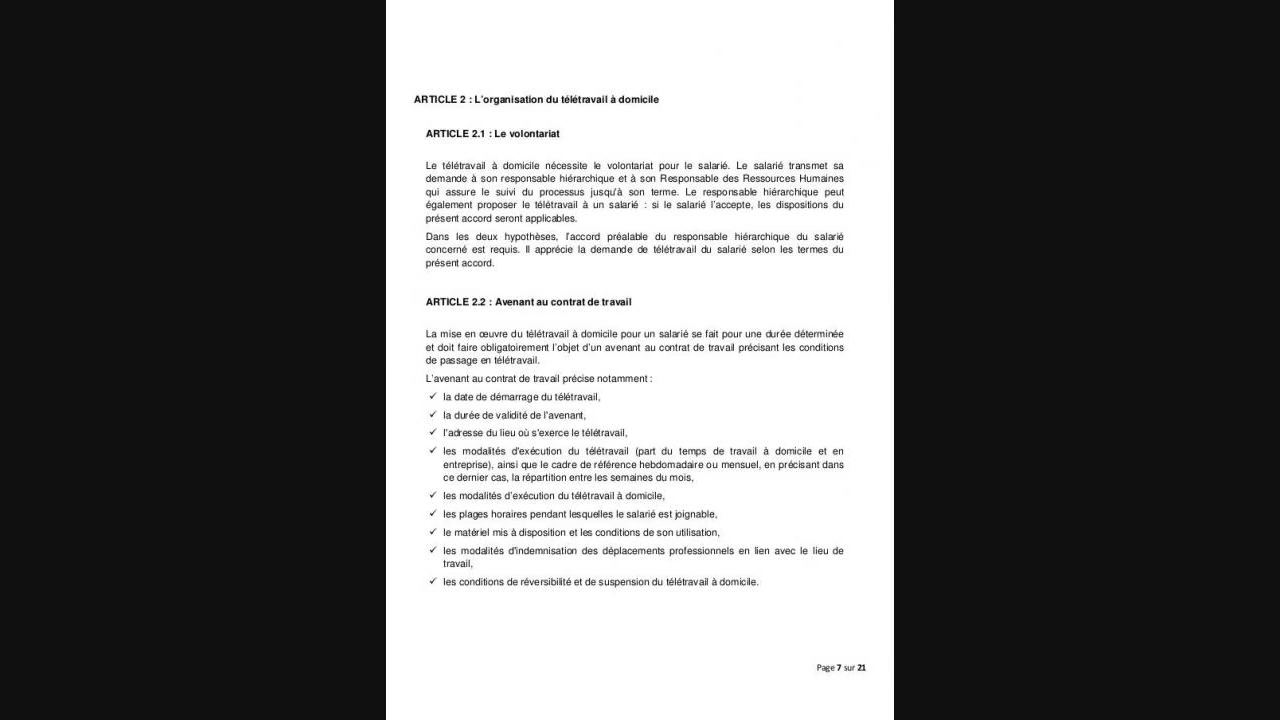 ARTICLE 2 : L'organisation du télétravail à domicile
ARTICLE 2.1 : Le volontariat
Le télétravail à domicile nécessite le volontariat pour le salarié. Le salarié transmet sa
demande à son responsable hiérarchique et à son Responsable des Ressources Humaines
qui assure le suivi du processus jusqu'à son terme. Le responsable hiérarchique peut
également proposer le télétravail à un salarié : si le salarié l'accepte, les dispositions du
présent accord seront applicables.
Dans les deux hypothèses, l'accord préalable du responsable hiérarchique du salarié
concerné est requis. Il apprécie la demande de télétravail du salarié selon les termes du
présent accord.
ARTICLE 2.2 : Avenant au contrat de travail
La mise en œuvre du télétravail à domicile pour un salarié se fait pour une durée déterminée
et doit faire obligatoirement l'objet d'un avenant au contrat de travail précisant les conditions
de passage en télétravail.
L'avenant au contrat de travail précise notamment :
✓ la date de démarrage du télétravail,
✓ la durée de validité de l'avenant,
✓ l'adresse du lieu où s'exerce le télétravail,
✓ les modalités d'exécution du télétravail (part du temps de travail à domicile et en
entreprise), ainsi que le cadre de référence hebdomadaire ou mensuel, en précisant dans
ce dernier cas, la répartition entre les semaines du mois,
✓ les modalités d'exécution du télétravail à domicile,
✓ les plages horaires pendant lesquelles le salarié est joignable,
✓ le matériel mis à disposition et les conditions de son utilisation,
✓ les modalités d'indemnisation des déplacements professionnels en lien avec le lieu de
travail,
✓ les conditions de réversibilité et de suspension du télétravail à domicile.
Page 7 sur 21